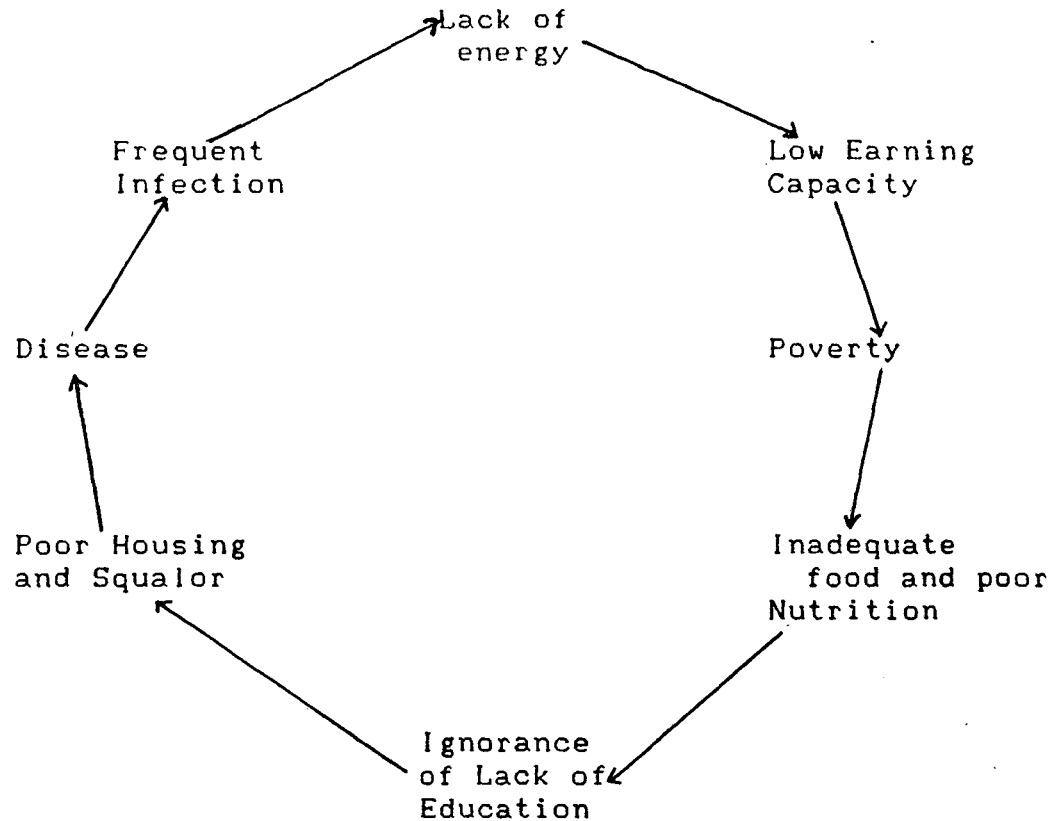 Lack of
energy
Low Earning
Capacity
Poverty
Inadequate
food and poor
Nutrition
Ignorance
of Lack of
Education
Poor Housing
and Squalor
Disease
Frequent
Infection